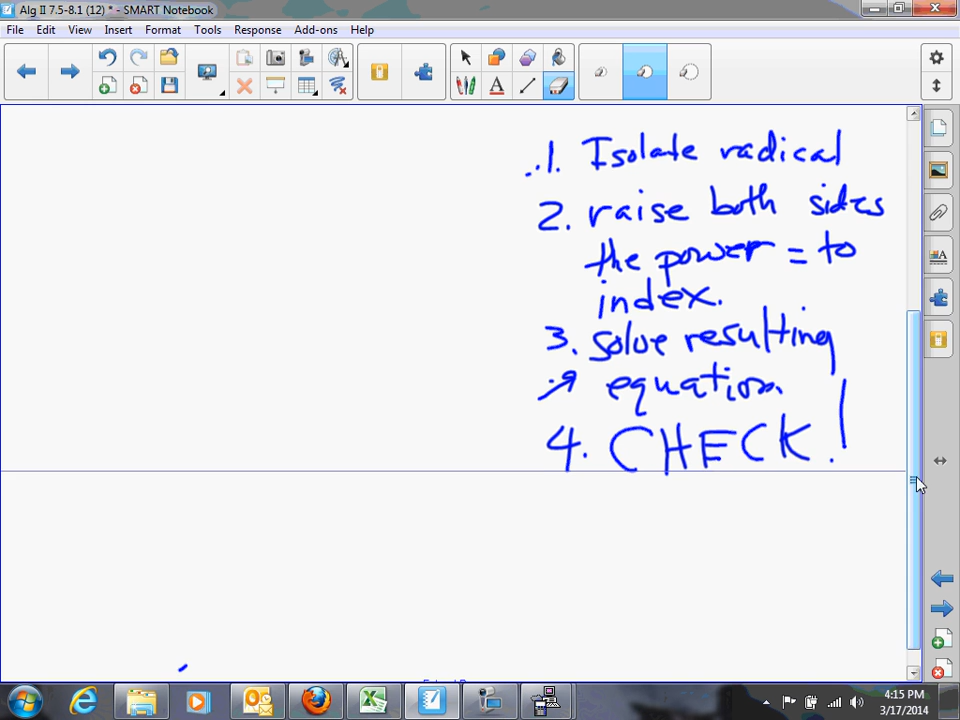 Alg II 7.5-8.1 (12) * - SMART Notebook
File Edit View Insert Format Tools Response Add-ons Help
1. Isolate radical
2. raise both sides
the power = to
index.
3. solve resulting
equation.
4. CHECK!
4:15 PM
3/17/2014